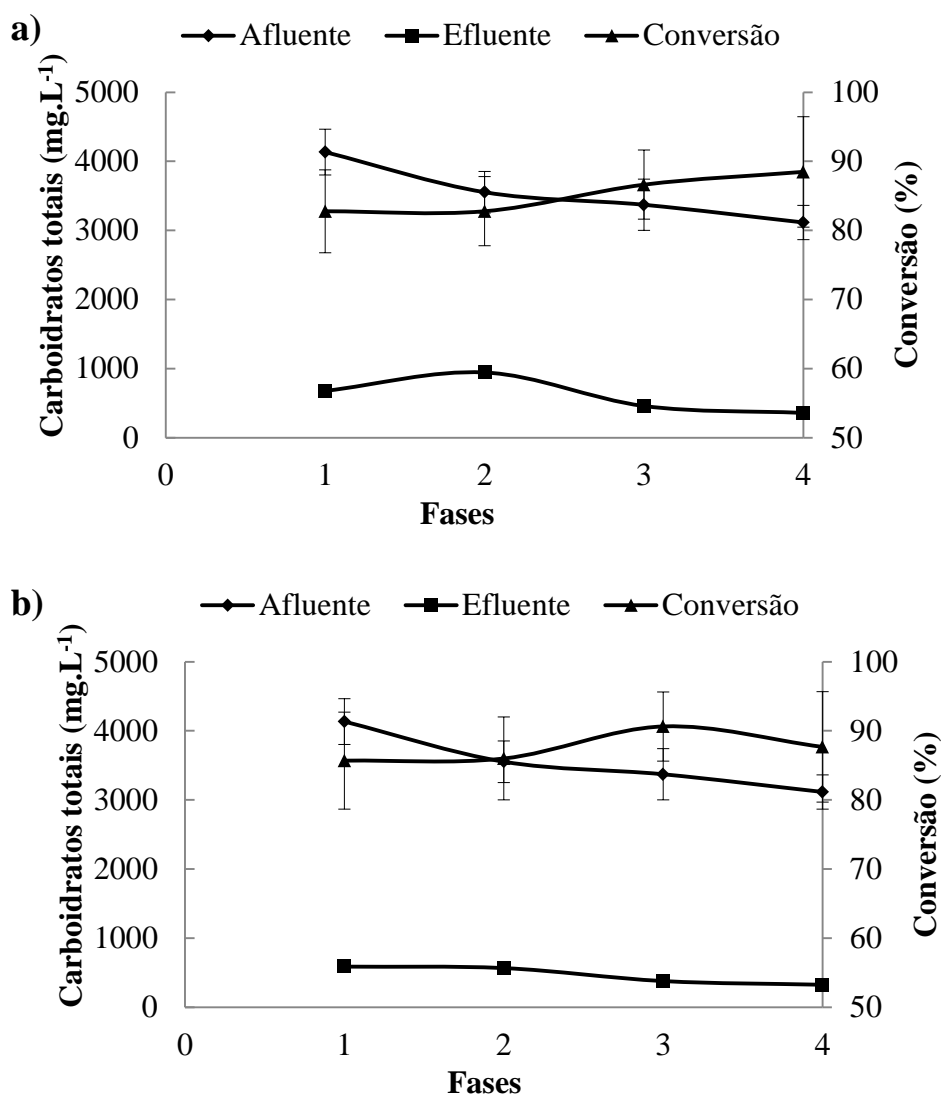 a)
Afluente Efluente Conversão
Carboidratos totais (mg.L-1)
5000
4000
3000
2000
1000
0
100
90
80
70
60
50
Conversão (%)
0 1 2 3 4
Fases
b)
Afluente Efluente Conversão
Carboidratos totais (mg.L-1)
5000
4000
3000
2000
1000
0
100
90
80
70
60
50
Conversão (%)
0 1 2 3 4
Fases